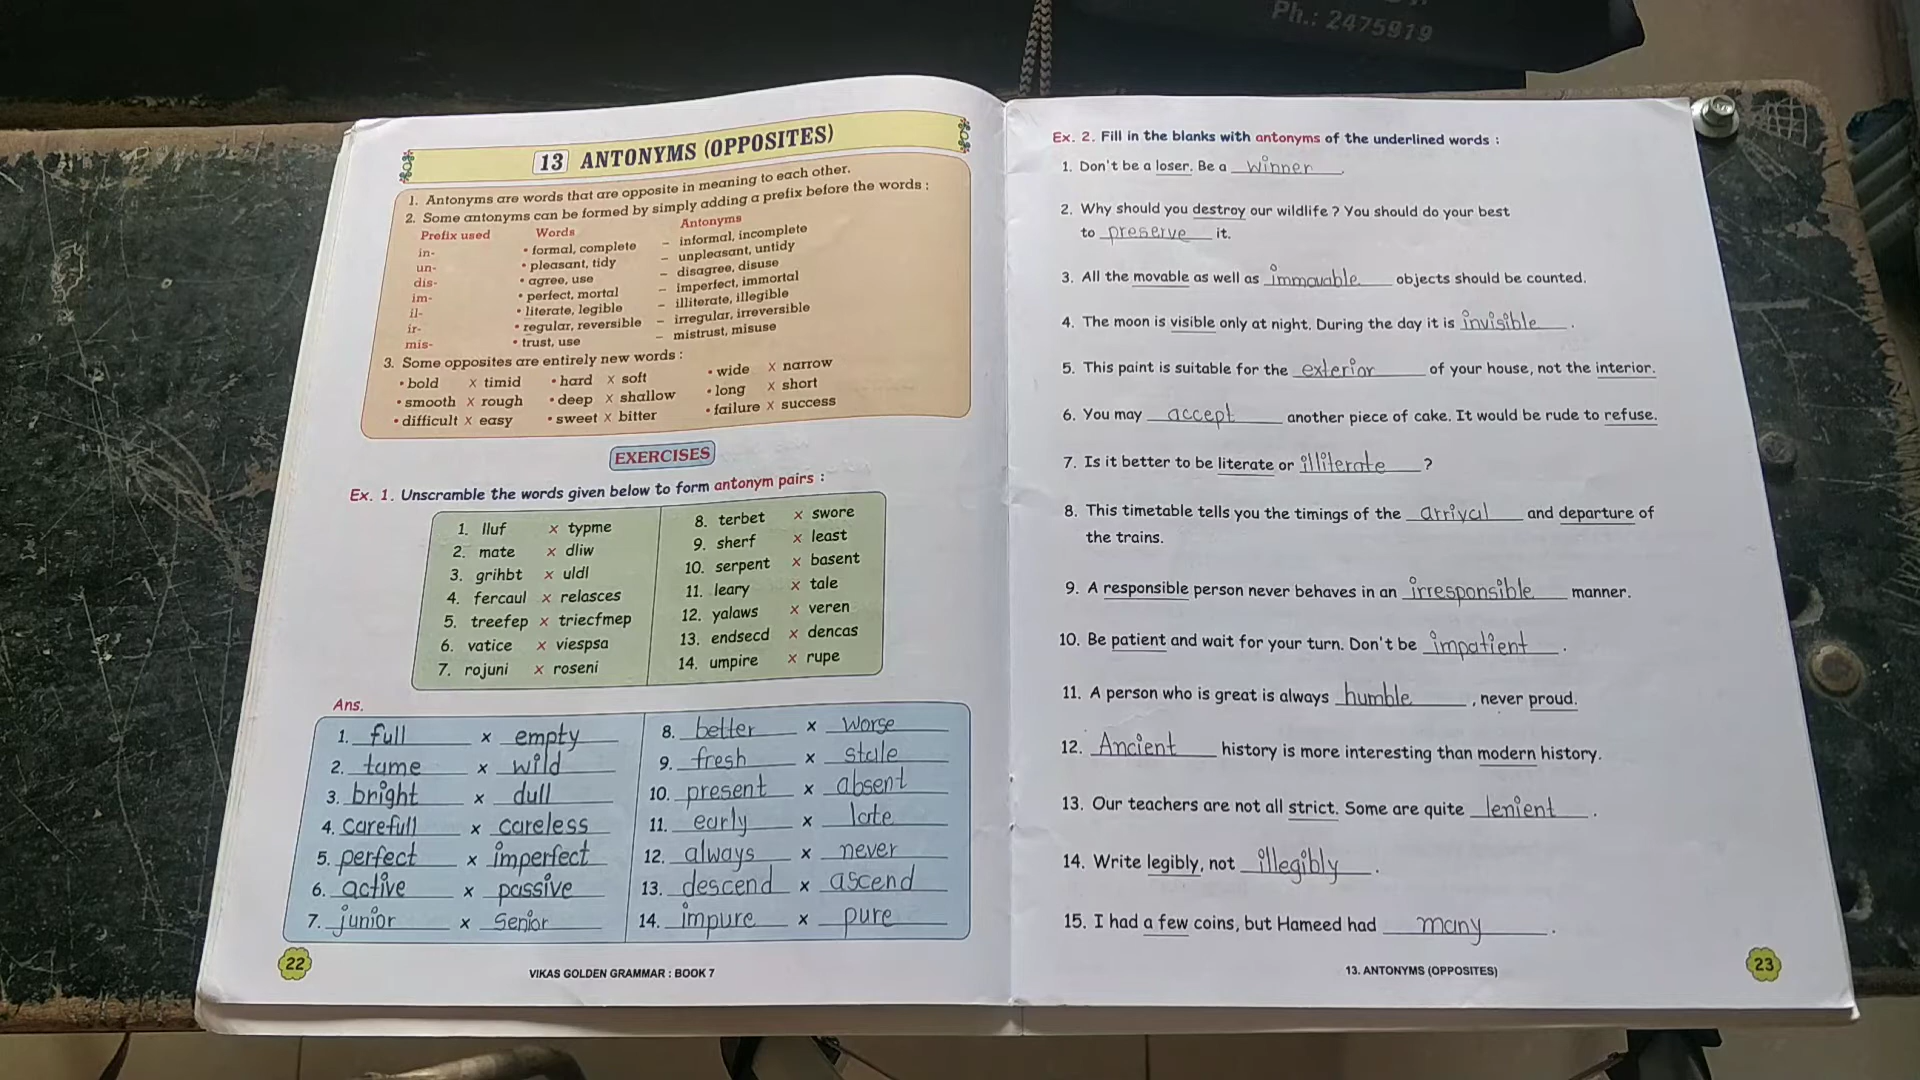 Ph.: 2475919
13 ANTONYMS (OPPOSITES)
1. Antonyms are words that are opposite in meaning to each other.
2. Some antonyms can be formed by simply adding a prefix before the words :
Prefix used Words Antonyms
in- • formal, complete – informal, incomplete
un- • pleasant, tidy – unpleasant, untidy
dis- • agree, use – disagree, disuse
im- • perfect, mortal – imperfect, immortal
il- • literate, legible – illiterate, illegible
ir- • regular, reversible – irregular, irreversible
mis- • trust, use – mistrust, misuse
3. Some opposites are entirely new words :
• bold X timid • hard X soft • wide X narrow
• smooth X rough • deep X shallow • long X short
• difficult X easy • sweet X bitter • failure X success
EXERCISES
Ex. 1. Unscramble the words given below to form antonym pairs :
1. lluf x typme
2. mate x dliw
3. grihbt x uldl
4. fercaul x relasces
5. treefep x triecfmep
6. vatice x viespsa
7. rojuni x roseni
8. terbet x swore
9. sherf x least
10. serpent x basent
11. leary x tale
12. yalaws x veren
13. endsecd x dencas
14. umpire x rupe
Ans.
1. full x empty
2. tame x wild
3. bright x dull
4. carefull x careless
5. perfect x imperfect
6. active x passive
7. junior x Senior
8. better x worse
9. fresh x stale
10. present x absent
11. early x late
12. always x never
13. descend x ascend
14. impure x pure
22
VIKAS GOLDEN GRAMMAR : BOOK 7
Ex. 2. Fill in the blanks with antonyms of the underlined words :
1. Don't be a loser. Be a winner.
2. Why should you destroy our wildlife ? You should do your best
to preserve it.
3. All the movable as well as immovable objects should be counted.
4. The moon is visible only at night. During the day it is invisible.
5. This paint is suitable for the exterior of your house, not the interior.
6. You may accept another piece of cake. It would be rude to refuse.
7. Is it better to be literate or illiterate ?
8. This timetable tells you the timings of the arrival and departure of
the trains.
9. A responsible person never behaves in an irresponsible manner.
10. Be patient and wait for your turn. Don't be impatient.
11. A person who is great is always humble, never proud.
12. Ancient history is more interesting than modern history.
13. Our teachers are not all strict. Some are quite lenient.
14. Write legibly, not illegibly.
15. I had a few coins, but Hameed had many.
13. ANTONYMS (OPPOSITES)
23